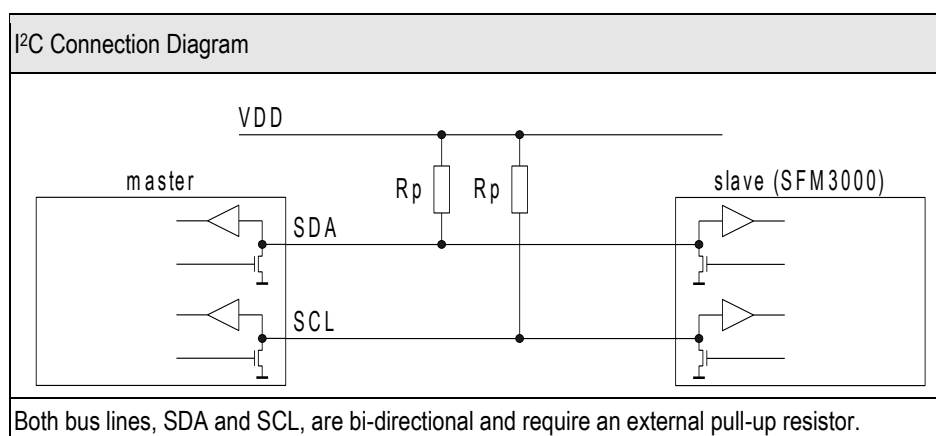 I²C Connection Diagram
VDD
master
Rp
Rp
slave (SFM3000)
SDA
SCL
Both bus lines, SDA and SCL, are bi-directional and require an external pull-up resistor.